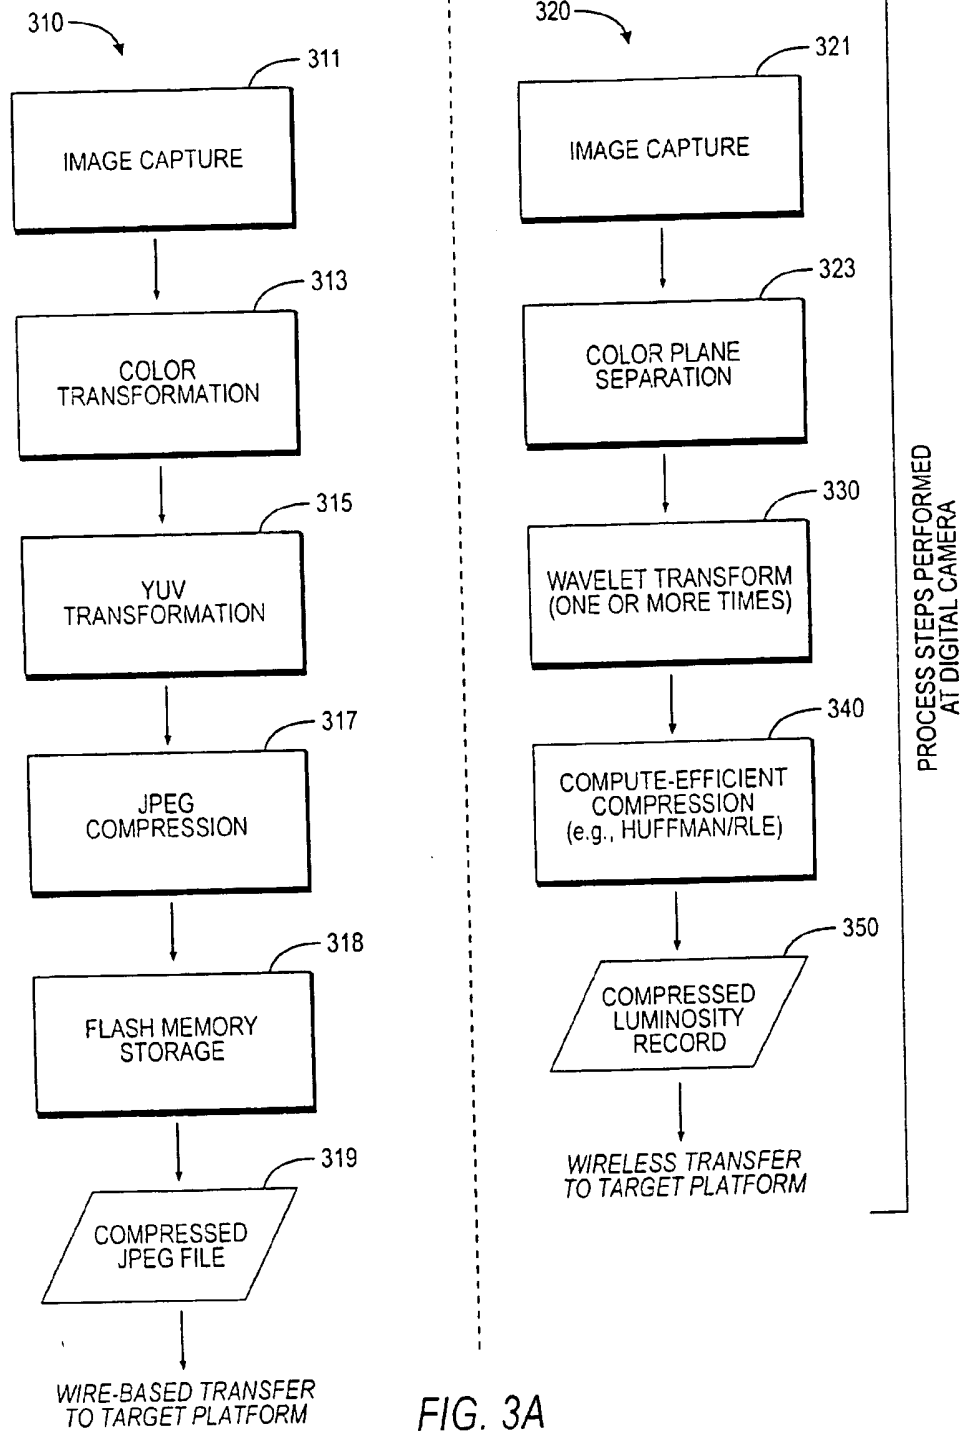 310
311
IMAGE CAPTURE
313
COLOR
TRANSFORMATION
315
YUV
TRANSFORMATION
317
JPEG
COMPRESSION
318
FLASH MEMORY
STORAGE
319
COMPRESSED
JPEG FILE
WIRE-BASED TRANSFER
TO TARGET PLATFORM
320
321
IMAGE CAPTURE
323
COLOR PLANE
SEPARATION
330
WAVELET TRANSFORM
(ONE OR MORE TIMES)
340
COMPUTE-EFFICIENT
COMPRESSION
(e.g., HUFFMAN/RLE)
350
COMPRESSED
LUMINOSITY
RECORD
WIRELESS TRANSFER
TO TARGET PLATFORM
PROCESS STEPS PERFORMED
AT DIGITAL CAMERA
FIG. 3A